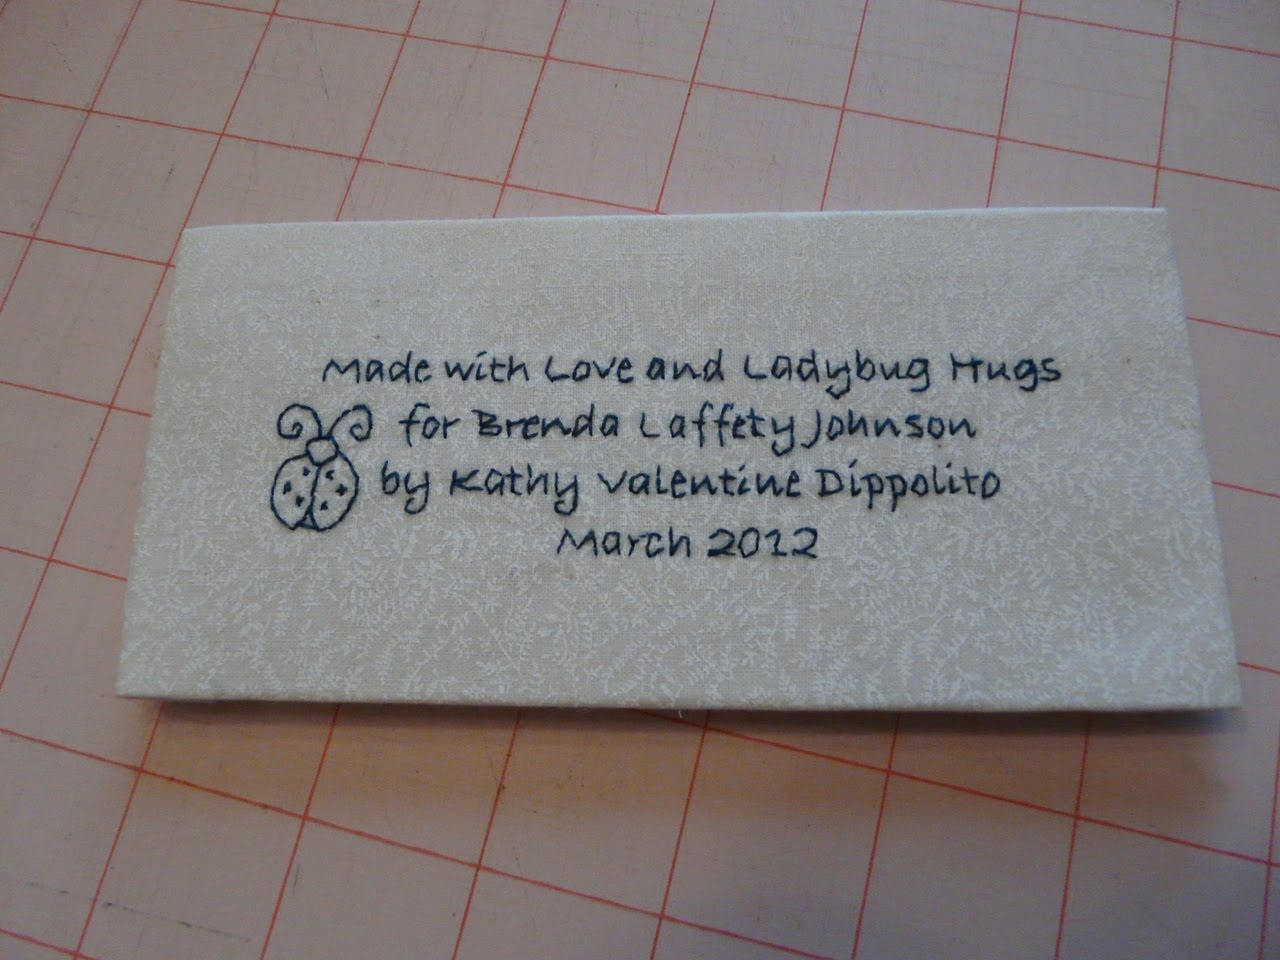 Made with Love and Ladybug Hugs
for Brenda Laffety Johnson
by Kathy Valentine Dippolito
March 2012